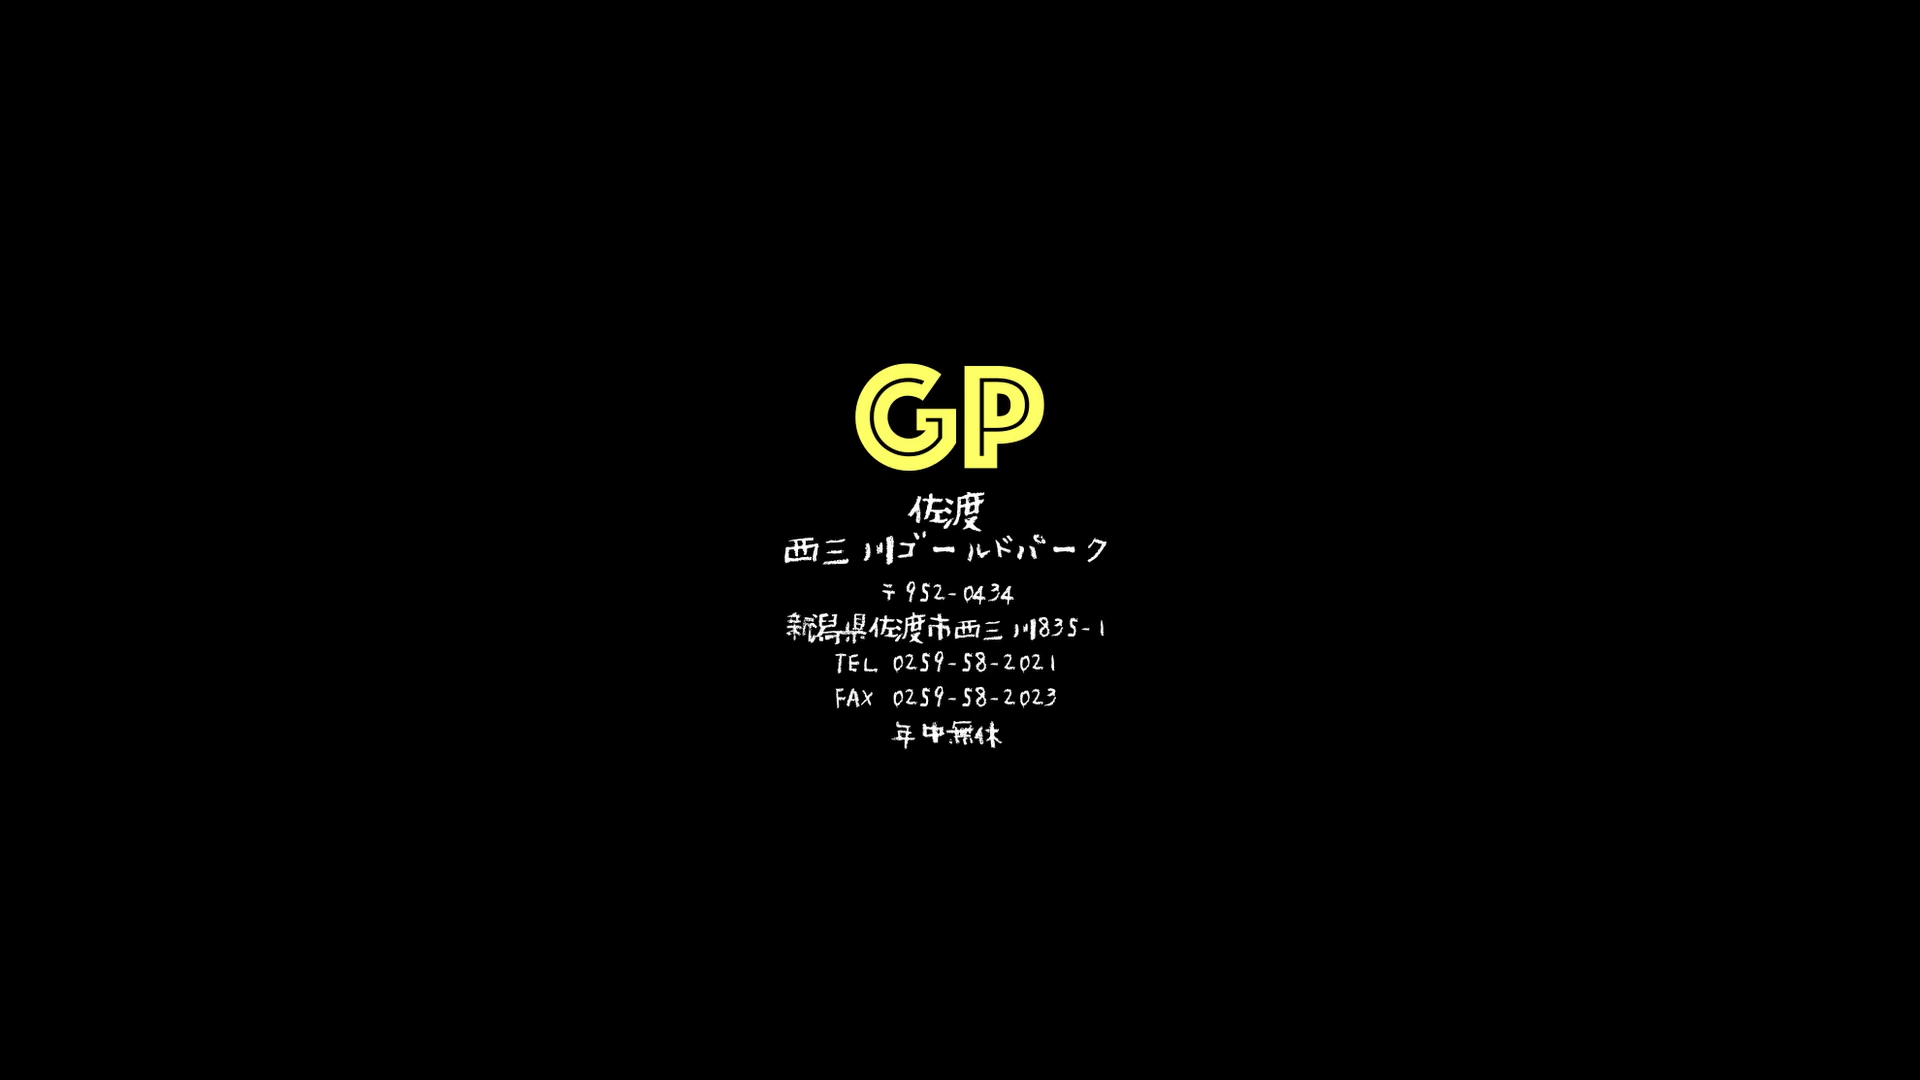 GP
佐渡
西三川ゴールドパーク
〒952-0434
新潟県佐渡市西三川835-1
TEL 0259-58-2021
FAX 0259-58-2023
年中無休